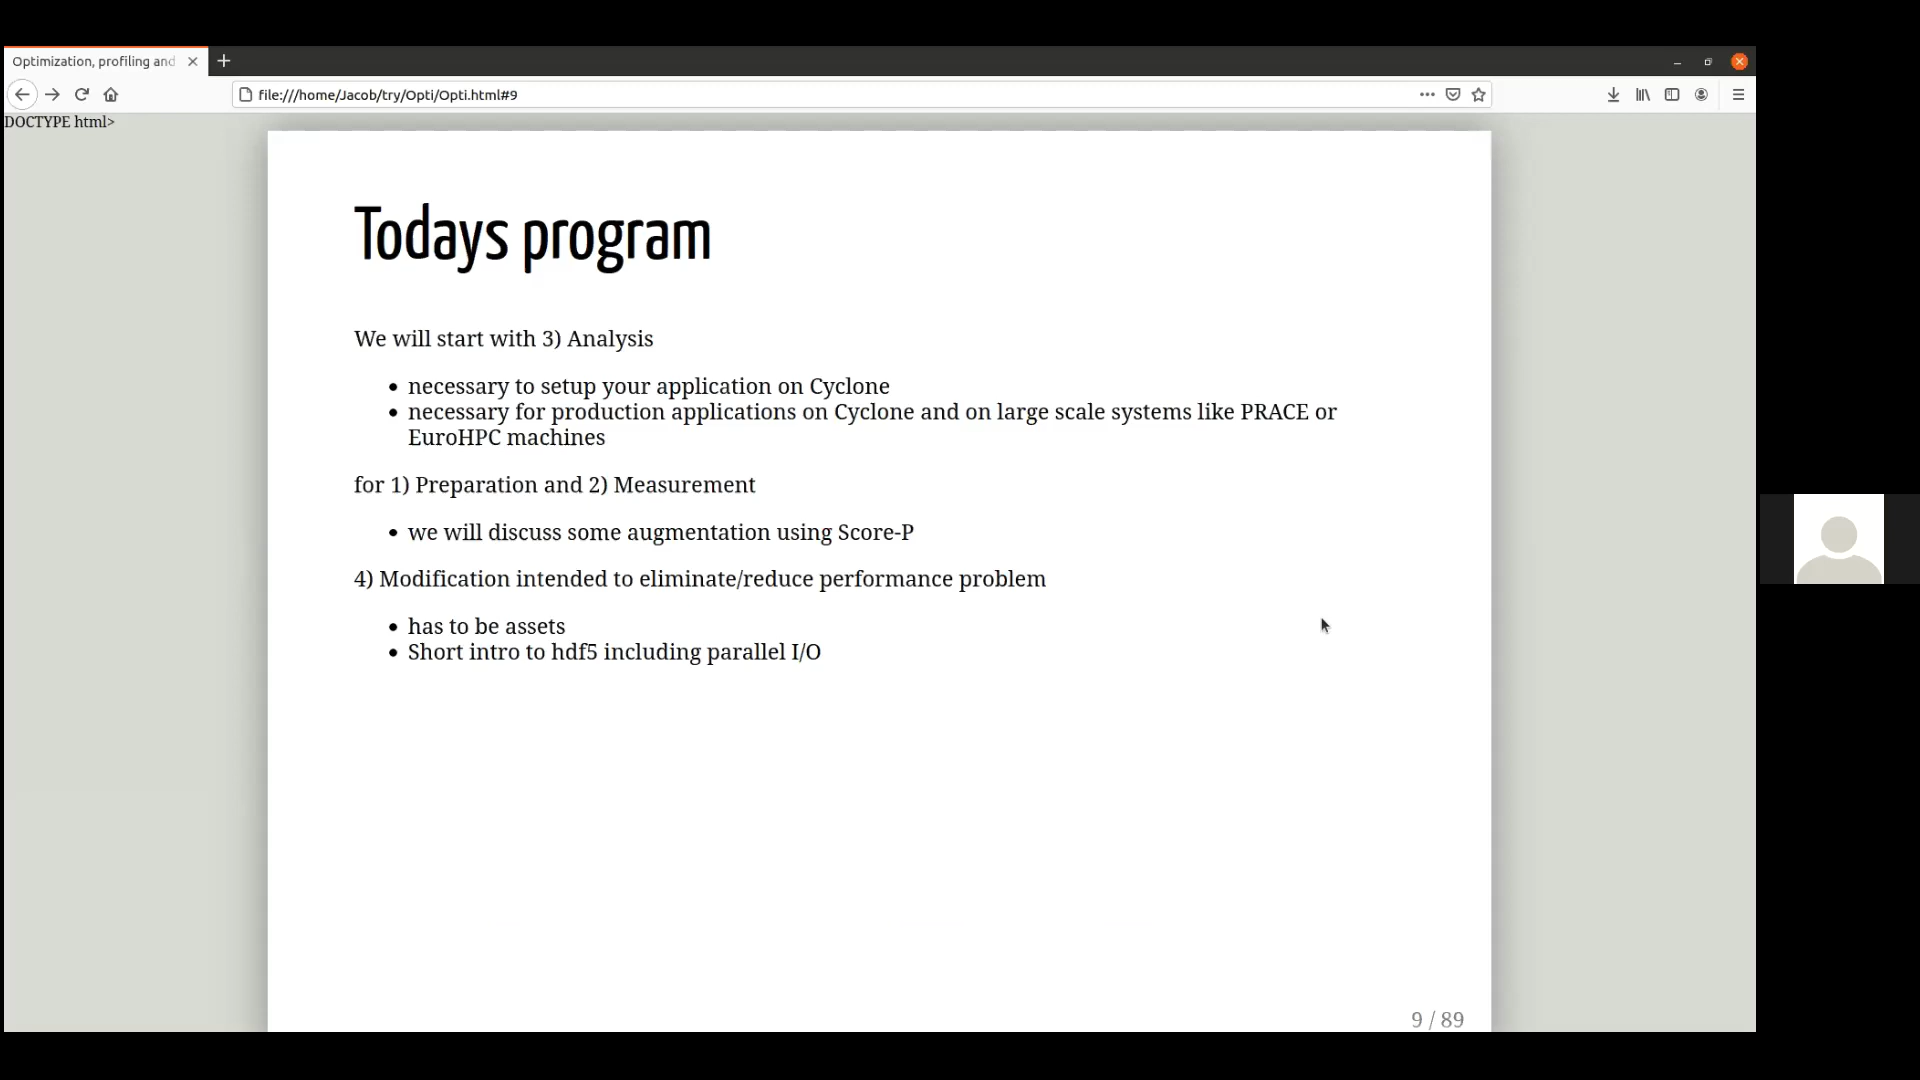 Optimization, profiling and
file:///home/Jacob/try/Opti/Opti.html#9
DOCTYPE html>
Todays program
We will start with 3) Analysis
necessary to setup your application on Cyclone
necessary for production applications on Cyclone and on large scale systems like PRACE or
EuroHPC machines
for 1) Preparation and 2) Measurement
we will discuss some augmentation using Score-P
4) Modification intended to eliminate/reduce performance problem
has to be assets
Short intro to hdf5 including parallel I/O
9 / 89